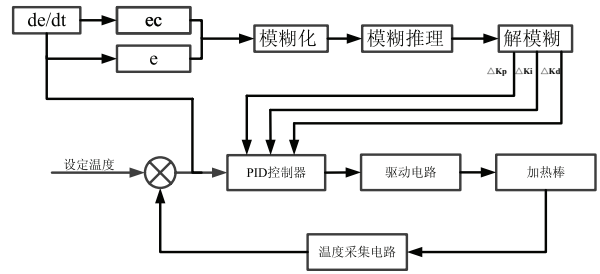 de/dt
ec
e
模糊化
模糊推理
解模糊
△Kp △Ki △Kd
设定温度
PID控制器
驱动电路
加热棒
温度采集电路